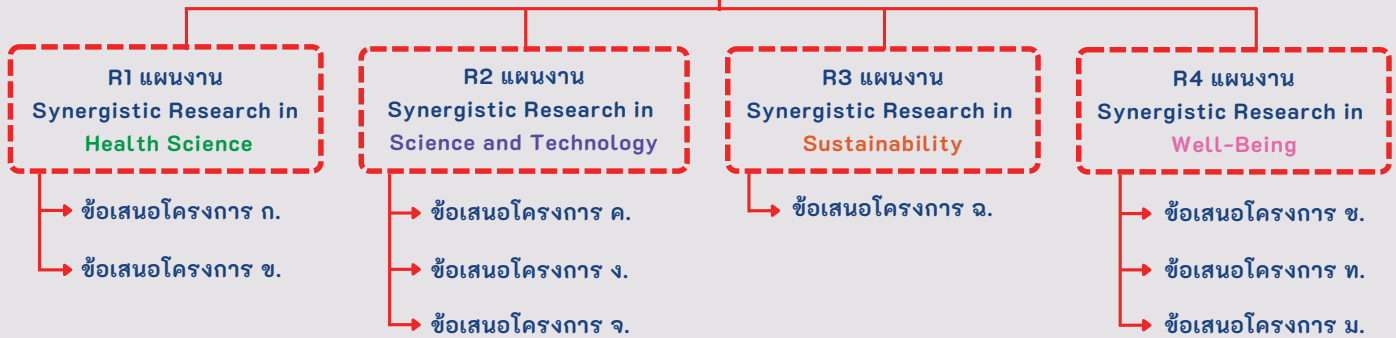 R1 แผนงาน
Synergistic Research in
Health Science
ข้อเสนอโครงการ ก.
ข้อเสนอโครงการ ข.
R2 แผนงาน
Synergistic Research in
Science and Technology
ข้อเสนอโครงการ ค.
ข้อเสนอโครงการ ง.
ข้อเสนอโครงการ จ.
R3 แผนงาน
Synergistic Research in
Sustainability
ข้อเสนอโครงการ ฉ.
R4 แผนงาน
Synergistic Research in
Well-Being
ข้อเสนอโครงการ ช.
ข้อเสนอโครงการ ท.
ข้อเสนอโครงการ ม.